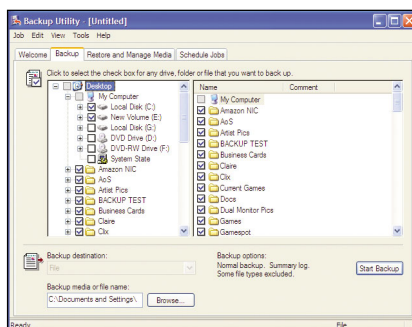 Backup Utility - [Untitled]
Job Edit View Tools Help
Welcome Backup Restore and Manage Media Schedule Jobs
Click to select the check box for any drive, folder or file that you want to back up.
Desktop
My Computer
Local Disk (C:)
New Volume (E:)
Local Disk (G:)
DVD Drive (D:)
DVD-RW Drive (F:)
System State
Amazon NIC
AoS
Artist Pics
BACKUP TEST
Business Cards
Claire
Clix
Name Comment
My Computer
Amazon NIC
AoS
Artist Pics
BACKUP TEST
Business Cards
Claire
Clix
Current Games
Docs
Dual Monitor Pics
Games
Gamespot
Backup destination:
File
Backup media or file name:
C:\Documents and Settings\ Browse...
Backup options:
Normal backup. Summary log.
Some file types excluded.
Start Backup
Ready File